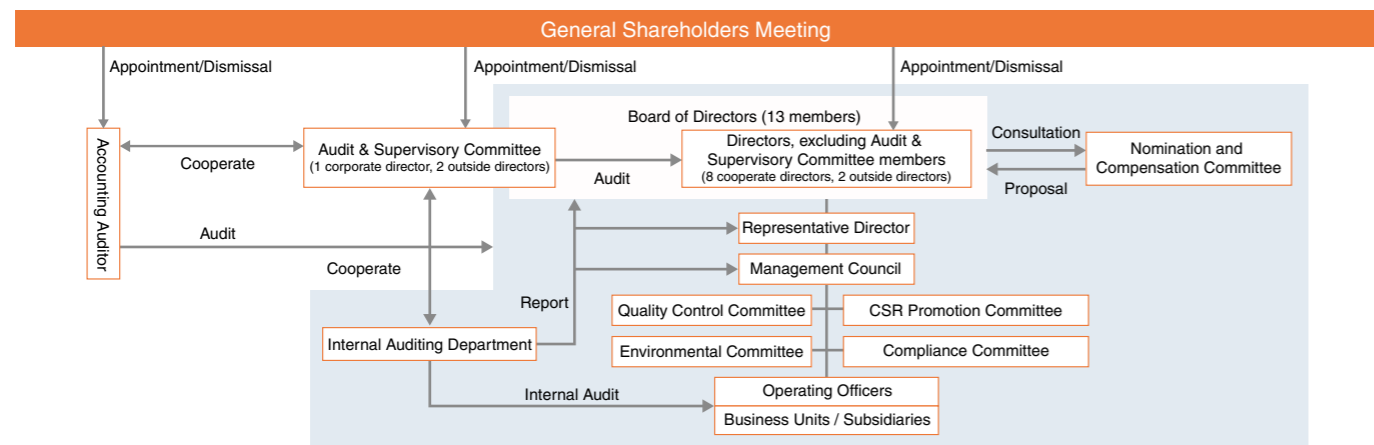 General Shareholders Meeting
Appointment/Dismissal
Appointment/Dismissal
Appointment/Dismissal
Board of Directors (13 members)
Accounting Auditor
Cooperate
Audit & Supervisory Committee
(1 corporate director, 2 outside directors)
Audit
Directors, excluding Audit &
Supervisory Committee members
(8 cooperate directors, 2 outside directors)
Consultation
Proposal
Nomination and
Compensation Committee
Audit
Cooperate
Report
Representative Director
Management Council
Quality Control Committee
CSR Promotion Committee
Internal Auditing Department
Environmental Committee
Compliance Committee
Internal Audit
Operating Officers
Business Units / Subsidiaries